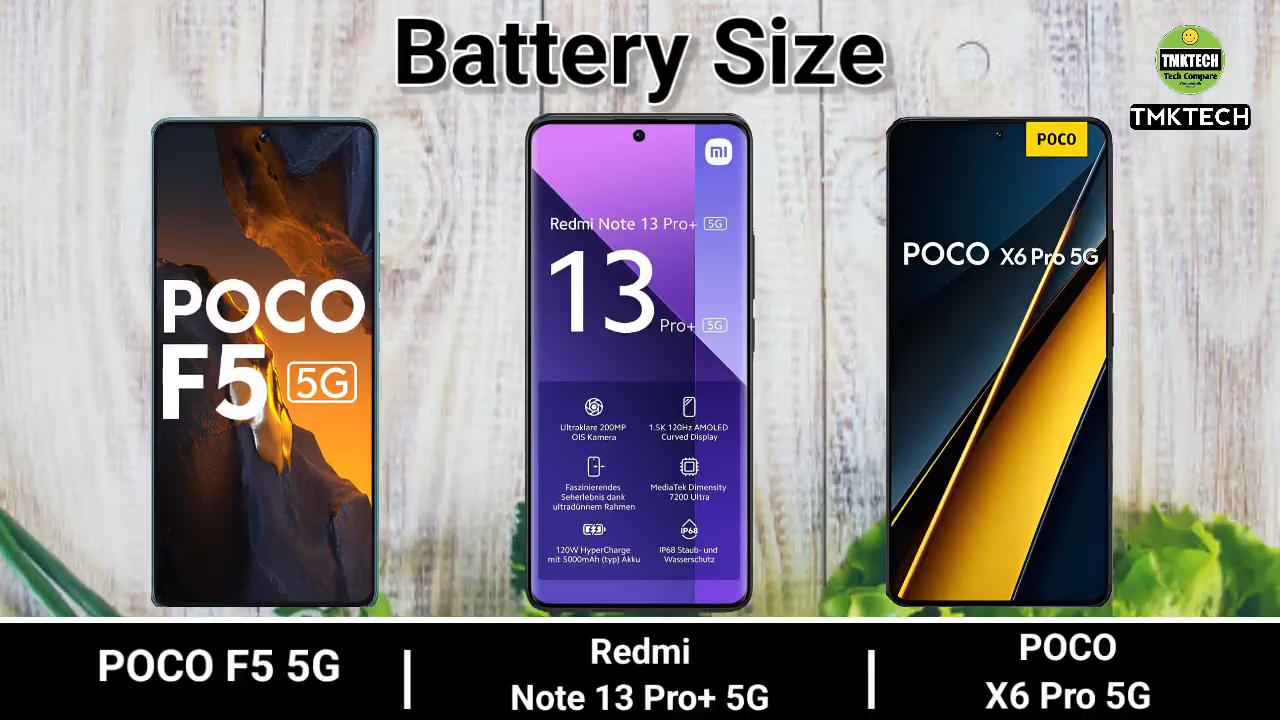 Battery Size
TMKTECH
Tech Compare
TMKTECH
POCO
F5 5G
mi
Redmi Note 13 Pro+ 5G
13
Pro+ 5G
Ultraklare 200MP
OIS Kamera
1.5K 120Hz AMOLED
Curved Display
Faszinierendes
Seherlebnis dank
ultradünnem Rahmen
MediaTek Dimensity
7200 Ultra
120W HyperCharge
mit 5000mAh (typ) Akku
IP68
IP68 Staub- und
Wasserschutz
POCO
POCO X6 Pro 5G
POCO F5 5G
Redmi
Note 13 Pro+ 5G
POCO
X6 Pro 5G